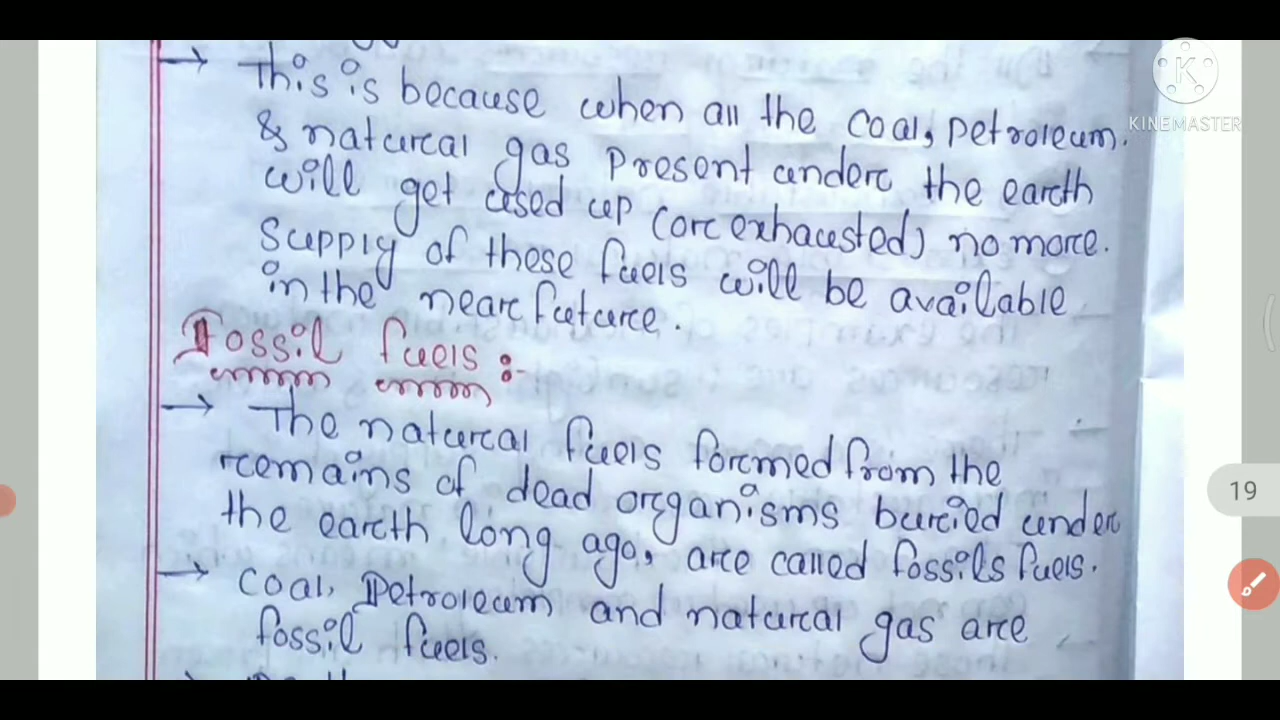 → This is because when all the coal, petroleum.
& natural gas present under the earth
will get used up (or exhausted) no more.
supply of these fuels will be available
in the near future.
Fossil fuels :-
→ The natural fuels formed from the
remains of dead organisms buried under
the earth long ago, are called fossils fuels.
→ coal, Petroleum and natural gas are
fossil fuels.
K
KINEMASTER
19